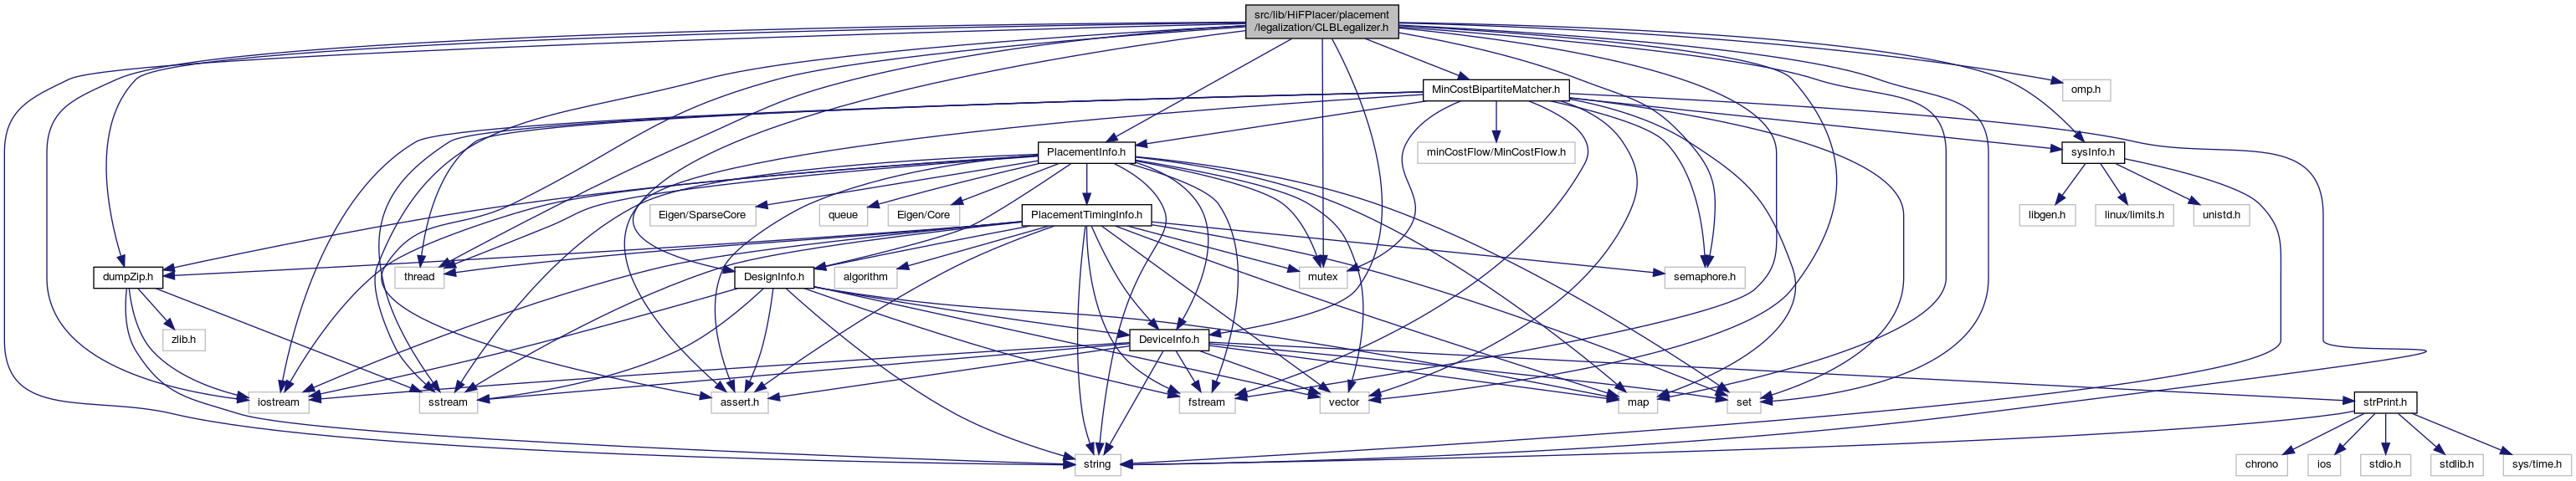 src/lib/HiFPlacer/placement
/legalization/CLBLegalizer.h
MinCostBipartiteMatcher.h
omp.h
PlacementInfo.h
minCostFlow/MinCostFlow.h
sysInfo.h
Eigen/SparseCore
queue
Eigen/Core
PlacementTimingInfo.h
libgen.h
linux/limits.h
unistd.h
dumpZip.h
thread
DesignInfo.h
algorithm
mutex
semaphore.h
zlib.h
DeviceInfo.h
iostream
sstream
assert.h
fstream
vector
map
set
strPrint.h
string
chrono
ios
stdio.h
stdlib.h
sys/time.h